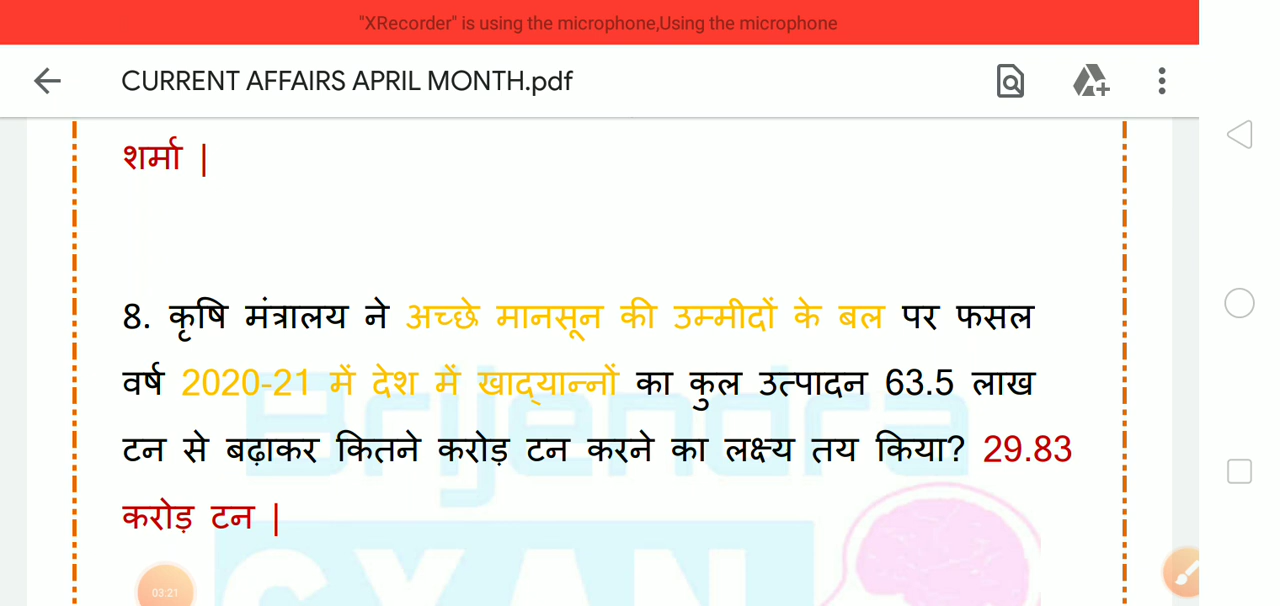 "XRecorder" is using the microphone,Using the microphone
CURRENT AFFAIRS APRIL MONTH.pdf
शर्मा |
8. कृषि मंत्रालय ने अच्छे मानसून की उम्मीदों के बल पर फसल
वर्ष 2020-21 में देश में खाद्यान्नों का कुल उत्पादन 63.5 लाख
टन से बढ़ाकर कितने करोड़ टन करने का लक्ष्य तय किया? 29.83
करोड़ टन |
Brijendra
GYAN
03:21